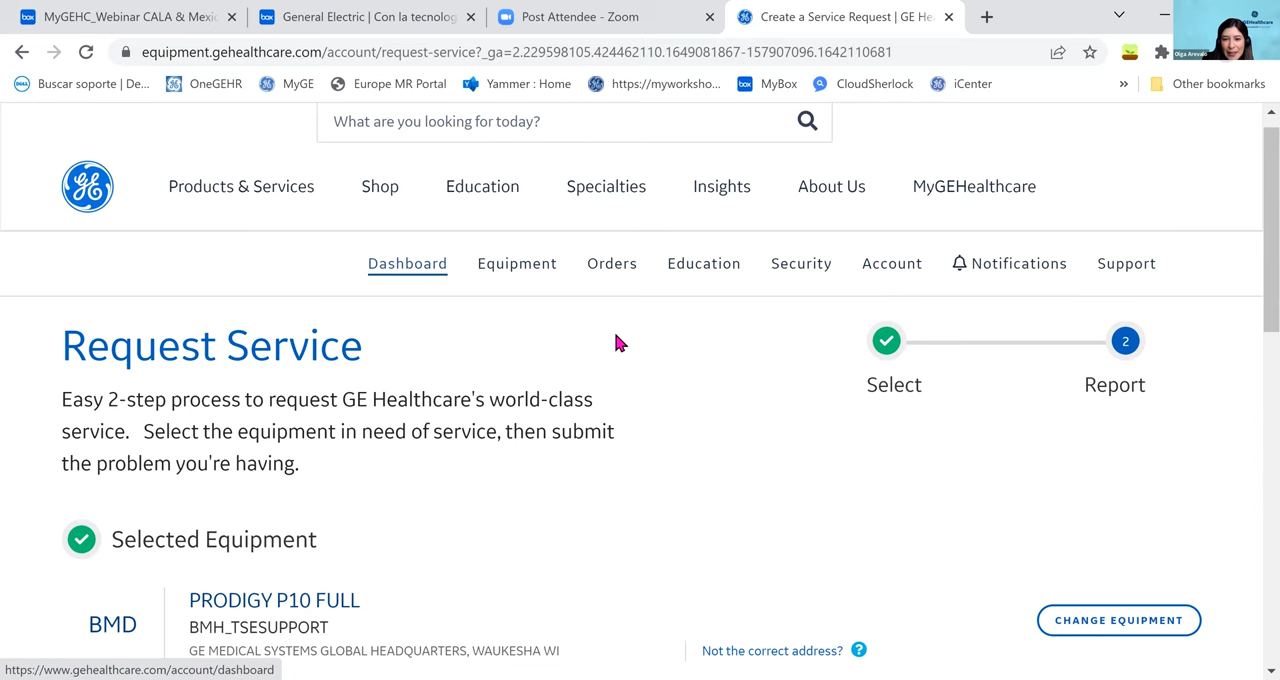 MyGEHC_Webinar CALA & Mexic
General Electric | Con la tecnolog
Post Attendee - Zoom
Create a Service Request | GE He
equipment.gehealthcare.com/account/request-service?_ga=2.229598105.424462110.1649081867-157907096.1642110681
Buscar soporte | De...
OneGEHR
MyGE
Europe MR Portal
Yammer : Home
https://myworksho...
MyBox
CloudSherlock
iCenter
»
Other bookmarks
Olga Arevalo
What are you looking for today?
Products & Services
Shop
Education
Specialties
Insights
About Us
MyGEHealthcare
Dashboard
Equipment
Orders
Education
Security
Account
Notifications
Support
Request Service
2
Select
Report
Easy 2-step process to request GE Healthcare's world-class
service. Select the equipment in need of service, then submit
the problem you're having.
Selected Equipment
BMD
PRODIGY P10 FULL
BMH_TSESUPPORT
GE MEDICAL SYSTEMS GLOBAL HEADQUARTERS, WAUKESHA WI
Not the correct address? ?
CHANGE EQUIPMENT
https://www.gehealthcare.com/account/dashboard